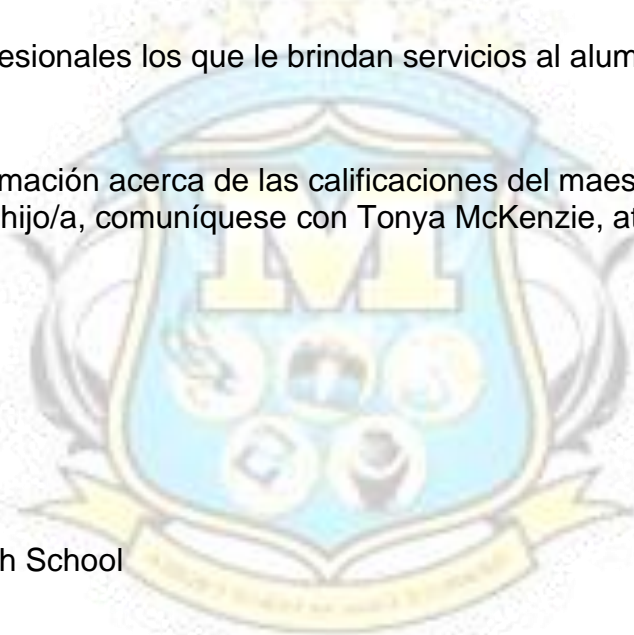 esionales los que le brindan servicios al alum
mación acerca de las calificaciones del maes
hijo/a, comuníquese con Tonya McKenzie, at
M
h School